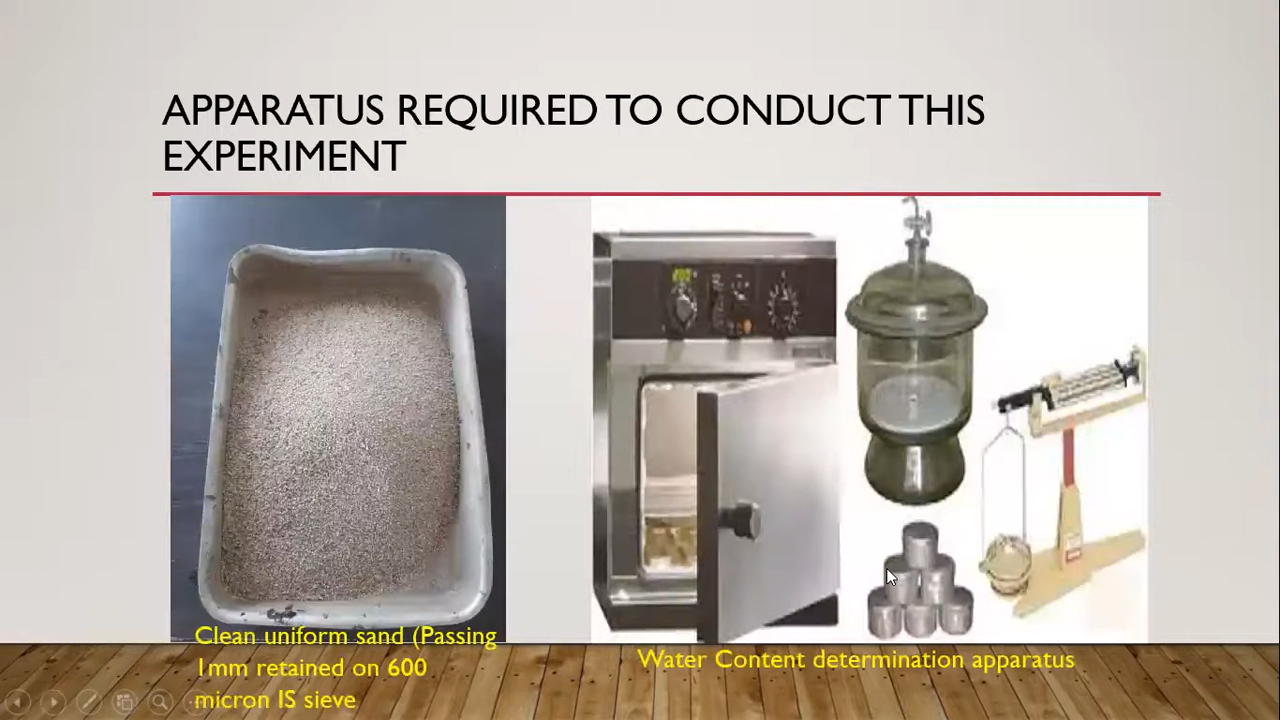 APPARATUS REQUIRED TO CONDUCT THIS
EXPERIMENT
Clean uniform sand (Passing
1mm retained on 600
micron IS sieve
Water Content determination apparatus